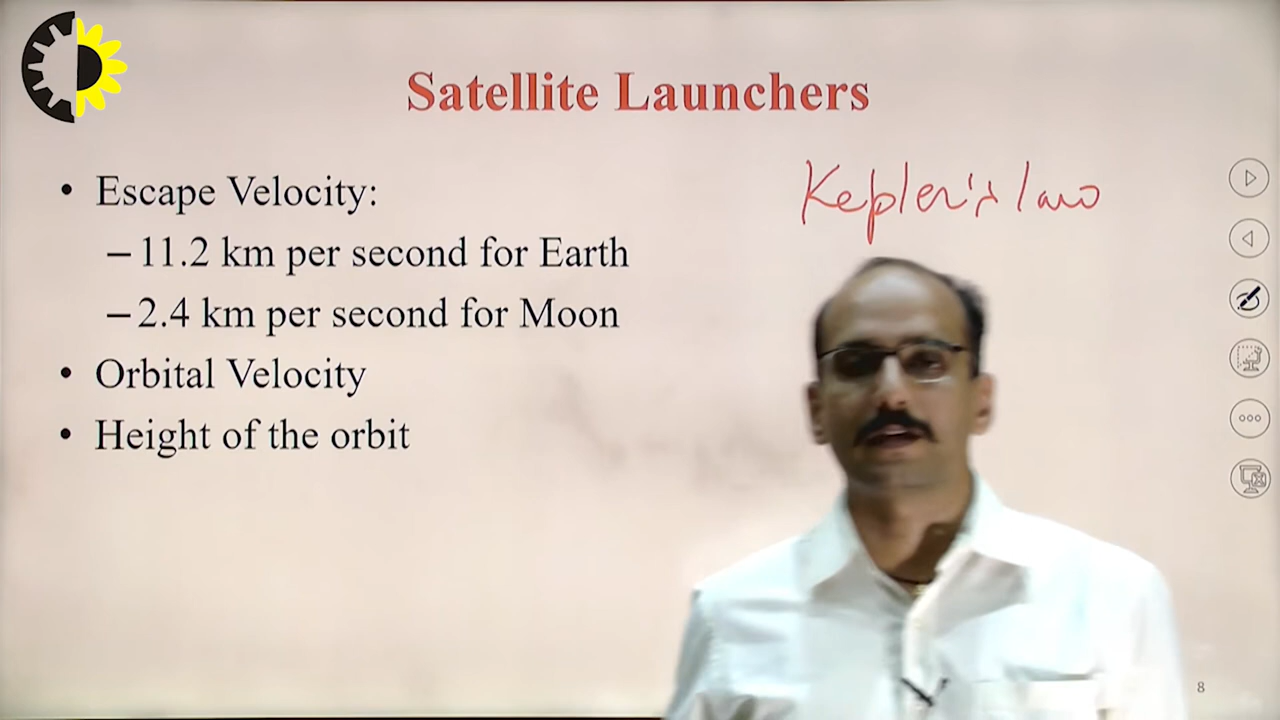 Satellite Launchers
• Escape Velocity:
– 11.2 km per second for Earth
– 2.4 km per second for Moon
• Orbital Velocity
• Height of the orbit
Kepler's law
8